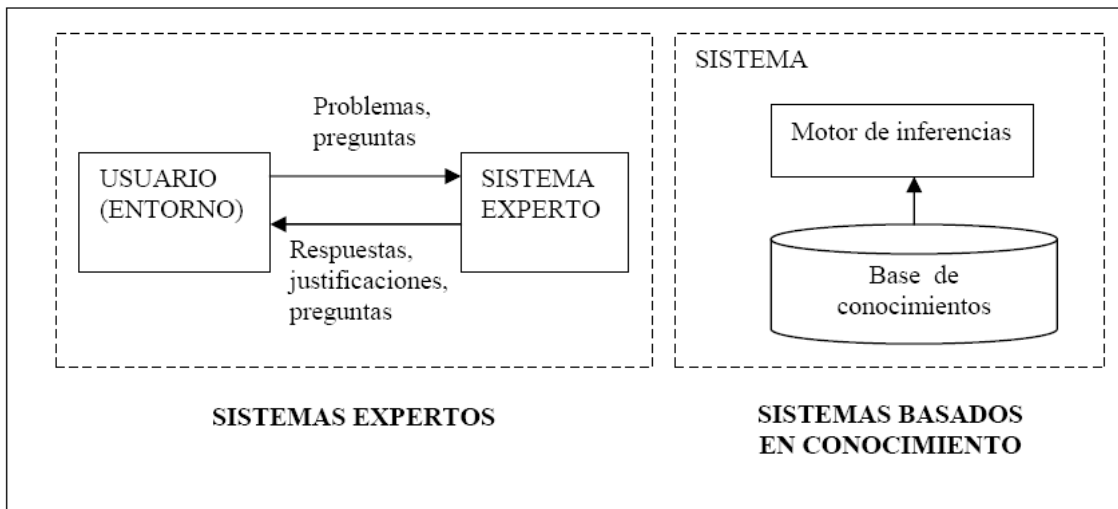 Problemas,
preguntas
USUARIO
(ENTORNO)
SISTEMA
EXPERTO
Respuestas,
justificaciones,
preguntas
SISTEMAS EXPERTOS
SISTEMA
Motor de inferencias
Base de
conocimientos
SISTEMAS BASADOS
EN CONOCIMIENTO